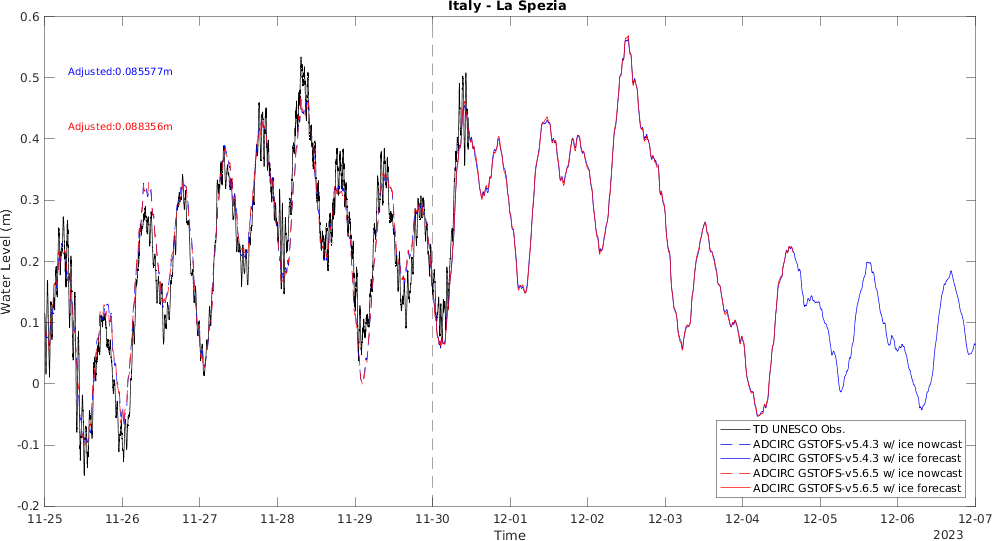 Italy - La Spezia
0.6
0.5
0.4
0.3
0.2
0.1
0
-0.1
-0.2
Water Level (m)
Adjusted:0.085577m
Adjusted:0.088356m
TD UNESCO Obs.
ADCIRC GSTOFS-v5.4.3 w/ ice nowcast
ADCIRC GSTOFS-v5.4.3 w/ ice forecast
ADCIRC GSTOFS-v5.6.5 w/ ice nowcast
ADCIRC GSTOFS-v5.6.5 w/ ice forecast
11-25 11-26 11-27 11-28 11-29 11-30 12-01 12-02 12-03 12-04 12-05 12-06 12-07
Time
2023